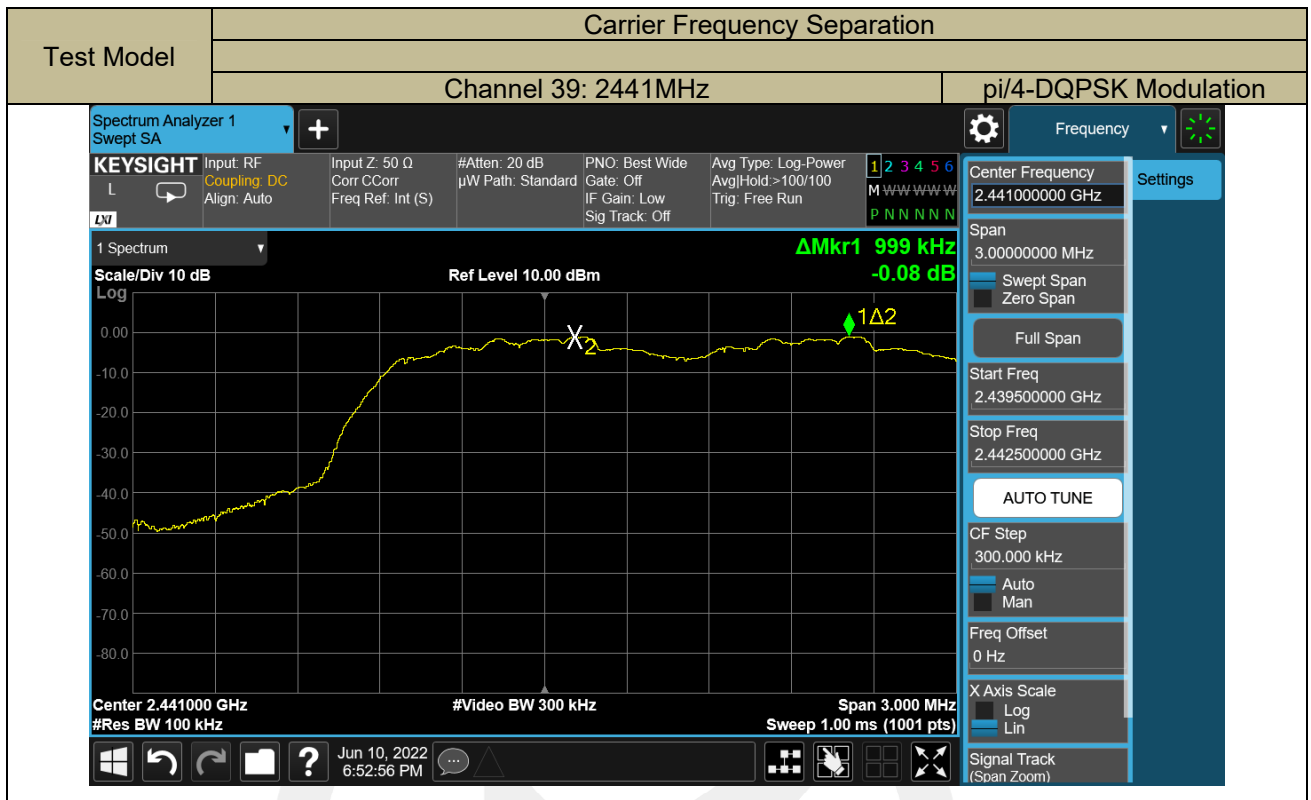 Test Model
Carrier Frequency Separation
Channel 39: 2441MHz
pi/4-DQPSK Modulation
Spectrum Analyzer 1
Swept SA
Frequency
KEYSIGHT
L
LXI
Input: RF
Coupling: DC
Align: Auto
Input Z: 50 Ω
Corr CCorr
Freq Ref: Int (S)
#Atten: 20 dB
µW Path: Standard
PNO: Best Wide
Gate: Off
IF Gain: Low
Sig Track: Off
Avg Type: Log-Power
Avg|Hold:>100/100
Trig: Free Run
1 2 3 4 5 6
M W W W W W
P N N N N N
1 Spectrum
ΔMkr1 999 kHz
-0.08 dB
Scale/Div 10 dB
Ref Level 10.00 dBm
Log
0.00
-10.0
-20.0
-30.0
-40.0
-50.0
-60.0
-70.0
-80.0
X2
1Δ2
Center 2.441000 GHz
#Video BW 300 kHz
Span 3.000 MHz
#Res BW 100 kHz
Sweep 1.00 ms (1001 pts)
Jun 10, 2022
6:52:56 PM
?
Center Frequency
2.441000000 GHz
Settings
Span
3.00000000 MHz
Swept Span
Zero Span
Full Span
Start Freq
2.439500000 GHz
Stop Freq
2.442500000 GHz
AUTO TUNE
CF Step
300.000 kHz
Auto
Man
Freq Offset
0 Hz
X Axis Scale
Log
Lin
Signal Track
(Span Zoom)